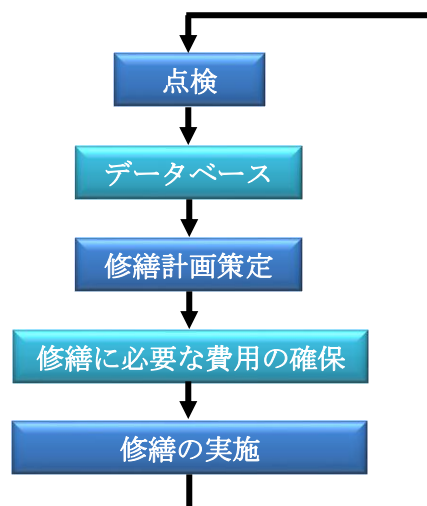 点検
データベース
修繕計画策定
修繕に必要な費用の確保
修繕の実施